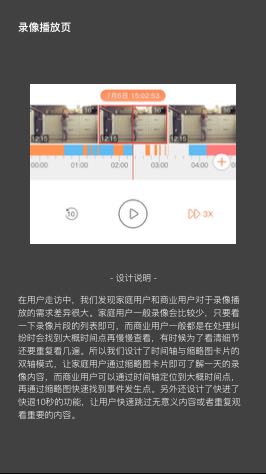 录像播放页
7月6日 15:02:53
12:15
12:15
12:15
00:00 01:00 02:00 03:00 04:00
10
3X
- 设计说明 -
在用户走访中，我们发现家庭用户和商业用户对于录像播
放的需求差异很大。家庭用户一般录像会比较少，只要看
一下录像片段的列表即可，而商业用户一般都是在处理纠
纷时会找到大概时间点再慢慢查看，有时候为了看清细节
还要重复看几遍。所以我们设计了时间轴与缩略图卡片的
双轴模式，让家庭用户通过缩略图卡片即可了解一天的录
像内容，而商业用户可以通过时间轴定位到大概时间点，
再通过缩略图快速找到事件发生点。另外还设计了快进了
快退10秒的功能，让用户快速跳过无意义内容或者重复观
看重要的内容。